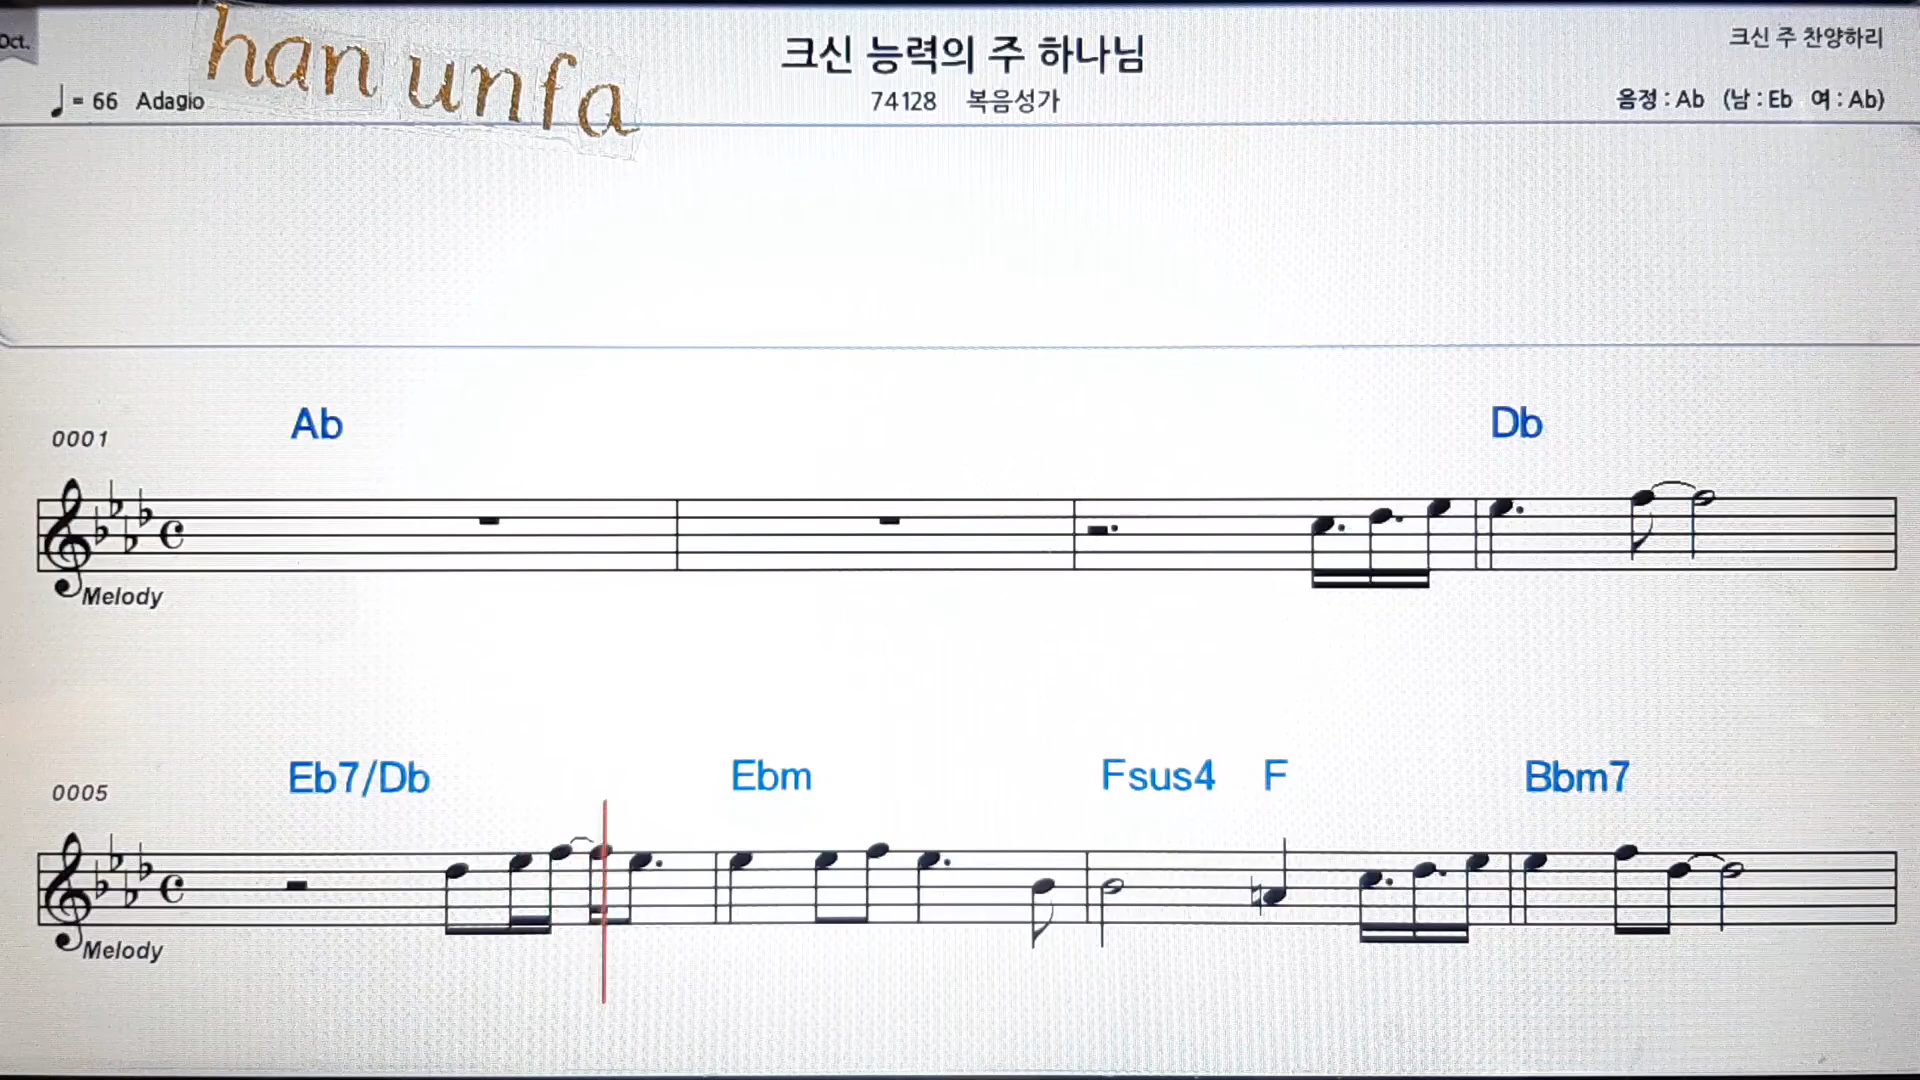 Oct.
han unfa
크신 능력의 주 하나님
크신 주 찬양하리
♩ = 66 Adagio
74128 복음성가
음정 : Ab (남 : Eb 여 : Ab)
0001 Ab Db
Melody
0005 Eb7/Db Ebm Fsus4 F Bbm7
Melody